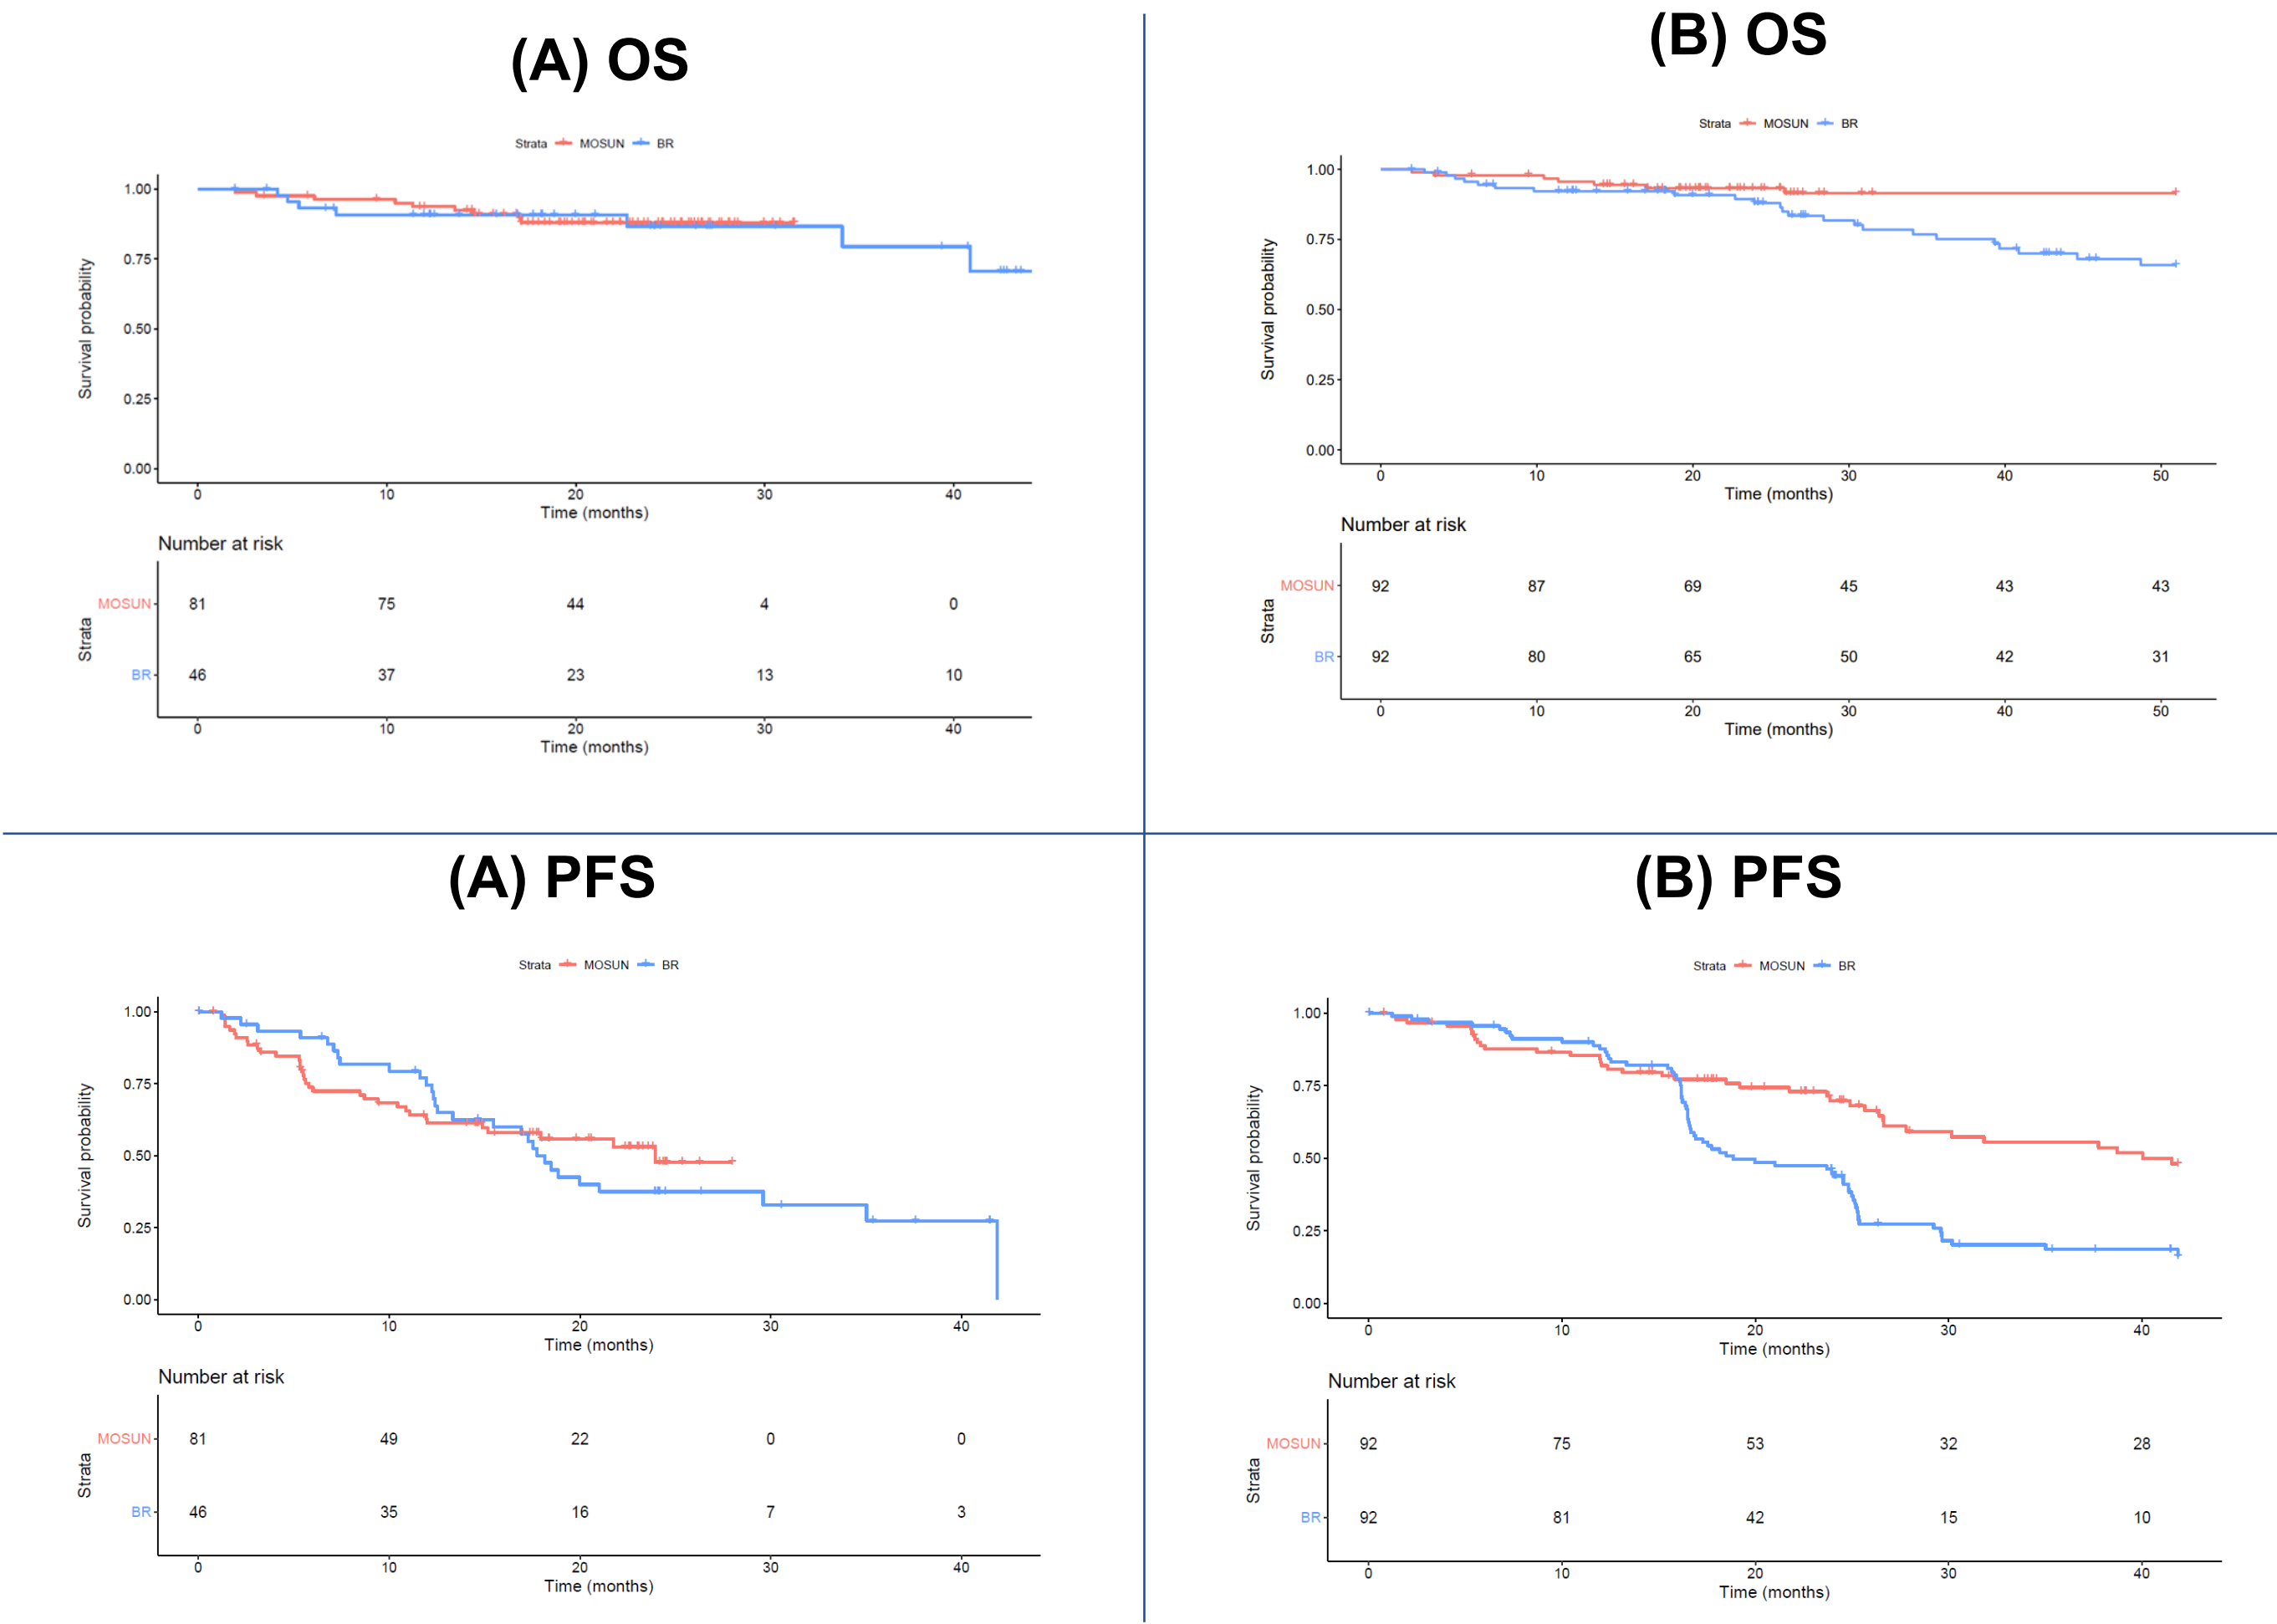 (A) OS
Strata MOSUN BR
Survival probability
1.00
0.75
0.50
0.25
0.00
0 10 20 30 40
Time (months)
Number at risk
Strata
MOSUN 81 75 44 4 0
BR 46 37 23 13 10
0 10 20 30 40
Time (months)
(B) OS
Strata MOSUN BR
Survival probability
1.00
0.75
0.50
0.25
0.00
0 10 20 30 40 50
Time (months)
Number at risk
Strata
MOSUN 92 87 69 45 43 43
BR 92 80 65 50 42 31
0 10 20 30 40 50
Time (months)
(A) PFS
Strata MOSUN BR
Survival probability
1.00
0.75
0.50
0.25
0.00
0 10 20 30 40
Time (months)
Number at risk
Strata
MOSUN 81 49 22 0 0
BR 46 35 16 7 3
0 10 20 30 40
Time (months)
(B) PFS
Strata MOSUN BR
Survival probability
1.00
0.75
0.50
0.25
0.00
0 10 20 30 40
Time (months)
Number at risk
Strata
MOSUN 92 75 53 32 28
BR 92 81 42 15 10
0 10 20 30 40
Time (months)